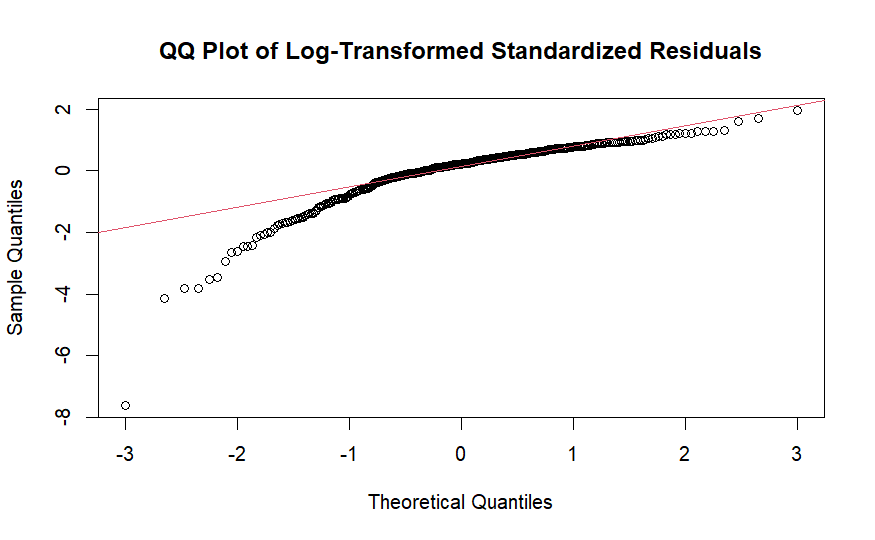 QQ Plot of Log-Transformed Standardized Residuals
2
0
-2
-4
-6
-8
Sample Quantiles
-3 -2 -1 0 1 2 3
Theoretical Quantiles